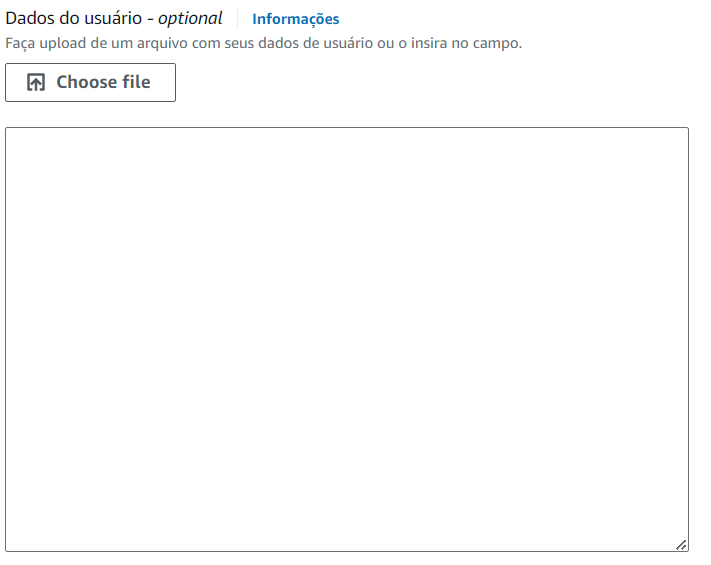 Dados do usuário - optional Informações
Faça upload de um arquivo com seus dados de usuário ou o insira no campo.
Choose file